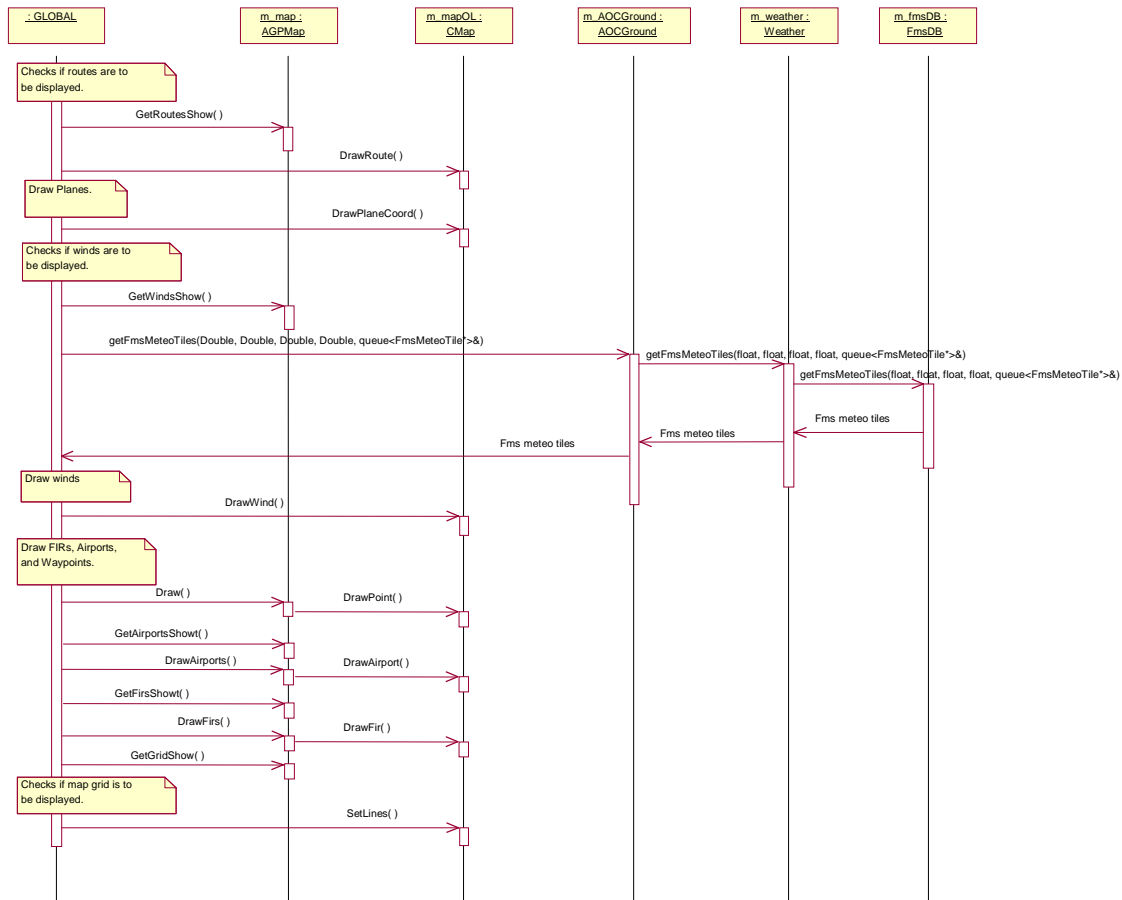 : GLOBAL
m_map :
AGPMap
m_mapOL :
CMap
m_AOCGround :
AOCGround
m_weather :
Weather
m_fmsDB :
FmsDB
Checks if routes are to
be displayed.
GetRoutesShow( )
DrawRoute( )
Draw Planes.
DrawPlaneCoord( )
Checks if winds are to
be displayed.
GetWindsShow( )
getFmsMeteoTiles(Double, Double, Double, Double, queue<FmsMeteoTile*>&)
getFmsMeteoTiles(float, float, float, float, queue<FmsMeteoTile*>&)
getFmsMeteoTiles(float, float, float, float, queue<FmsMeteoTile*>&)
Fms meteo tiles
Fms meteo tiles
Fms meteo tiles
Draw winds
DrawWind( )
Draw FIRs, Airports,
and Waypoints.
Draw( )
DrawPoint( )
GetAirportsShowt( )
DrawAirports( )
DrawAirport( )
GetFirsShowt( )
DrawFirs( )
DrawFir( )
GetGridShow( )
Checks if map grid is to
be displayed.
SetLines( )